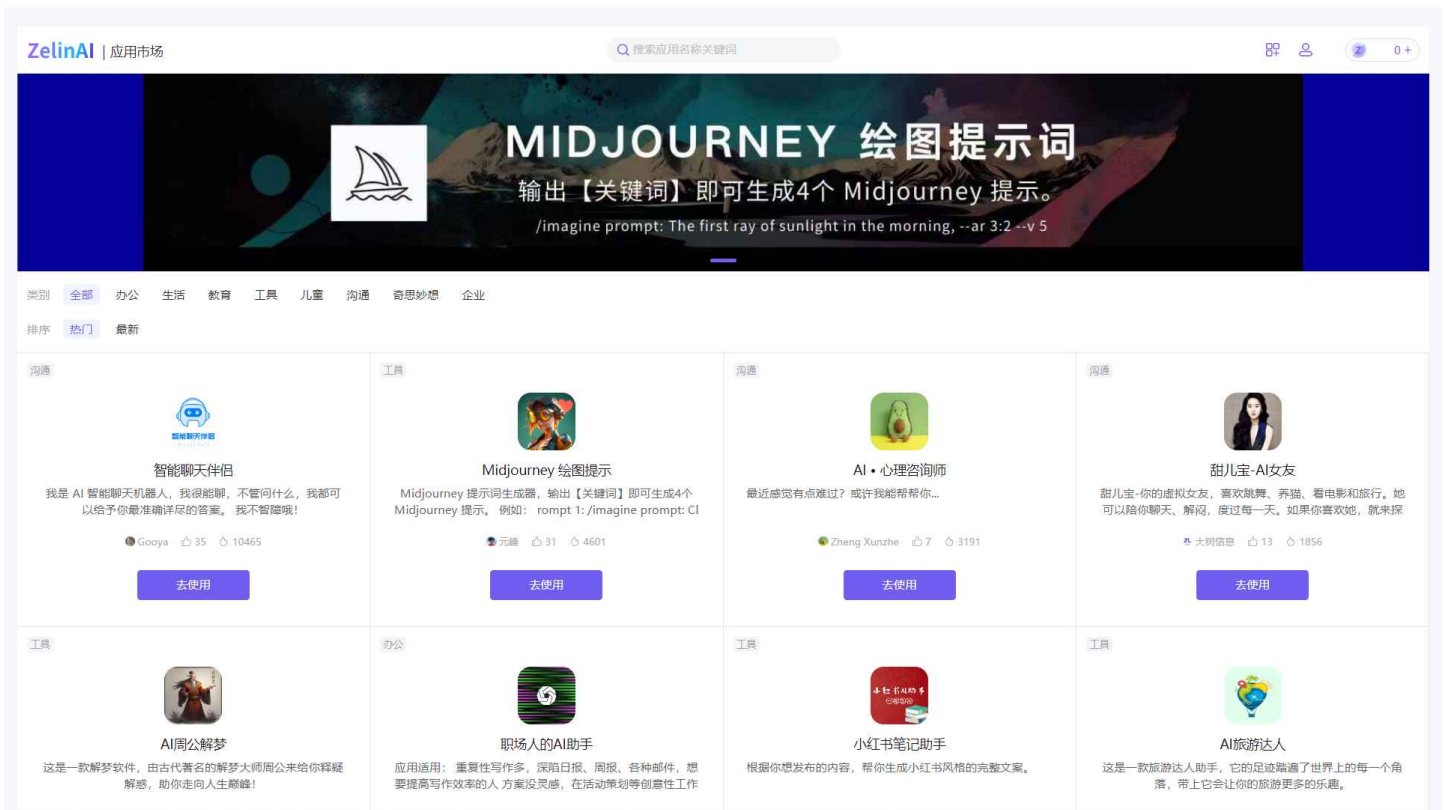 ZelinAI | 应用市场
搜索应用名称关键词
0 +
MIDJOURNEY 绘图提示词
输出【关键词】即可生成4个 Midjourney 提示。
/imagine prompt: The first ray of sunlight in the morning, --ar 3:2 --v 5
类别 全部 办公 生活 教育 工具 儿童 沟通 奇思妙想 企业
排序 热门 最新
沟通
智能聊天伴侣
智能聊天伴侣
我是 AI 智能聊天机器人，我很能聊，不管问什么，我都可
以给予你最准确详尽的答案。 我不智障哦！
Gooya 35 10465
去使用
工具
Midjourney 绘图提示
Midjourney 提示词生成器，输出【关键词】即可生成4个
Midjourney 提示。 例如： rompt 1: /imagine prompt: Cl
元峰 31 4601
去使用
沟通
AI • 心理咨询师
最近感觉有点难过？或许我能帮帮你...
Zheng Xunzhe 7 3191
去使用
沟通
甜儿宝-AI女友
甜儿宝-你的虚拟女友，喜欢跳舞、养猫、看电影和旅行。她
可以陪你聊天、解闷，度过每一天。如果你喜欢她，就来探
大树信息 13 1856
去使用
工具
AI周公解梦
这是一款解梦软件，由古代著名的解梦大师周公来给你释疑
解惑，助你走向人生巅峰！
办公
职场人的AI助手
应用适用： 重复性写作多，深陷日报、周报、各种邮件，想
要提高写作效率的人 方案没灵感，在活动策划等创意性工作
工具
小红书AI助手
小红书笔记助手
根据你想发布的内容，帮你生成小红书风格的完整文案。
工具
AI旅游达人
这是一款旅游达人助手，它的足迹踏遍了世界上的每一个角
落，带上它会让你的旅游更多的乐趣。